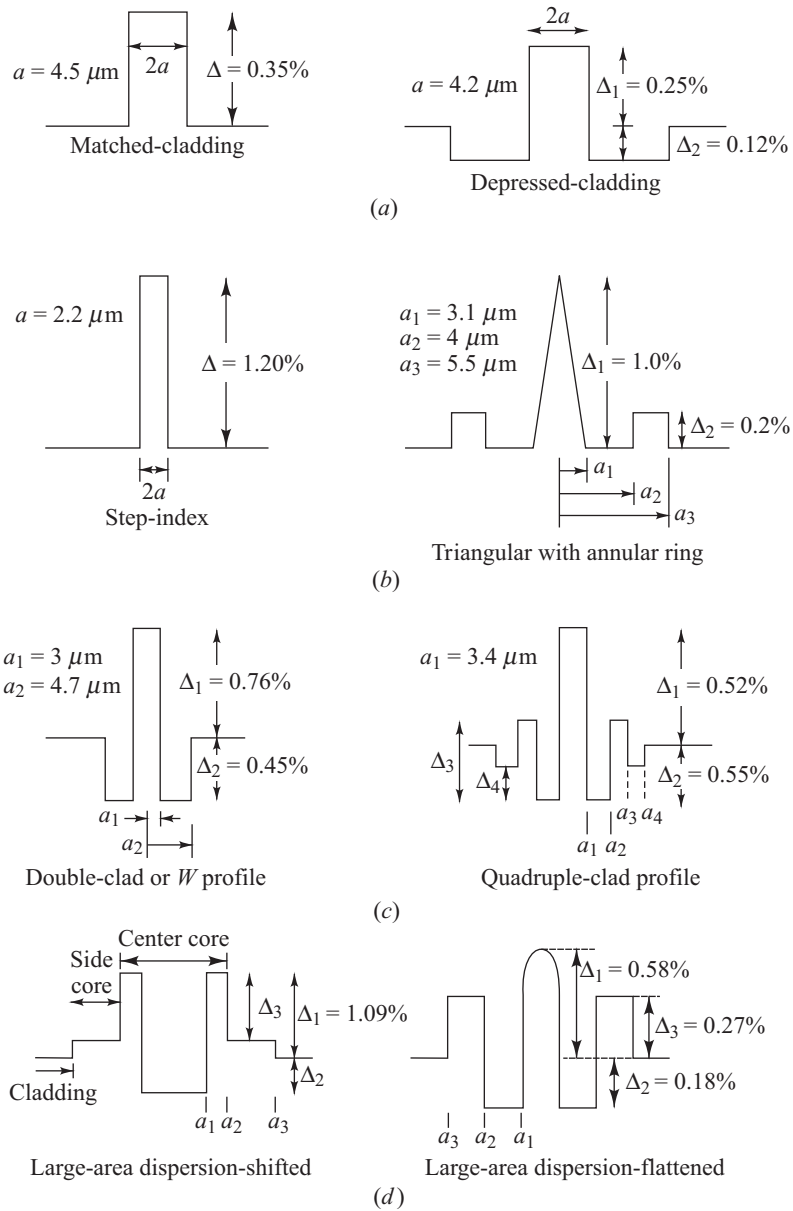 a = 4.5 μm
2a
Δ = 0.35%
Matched-cladding
2a
a = 4.2 μm
Δ1 = 0.25%
Δ2 = 0.12%
Depressed-cladding
(a)
a = 2.2 μm
Δ = 1.20%
2a
Step-index
a1 = 3.1 μm
a2 = 4 μm
a3 = 5.5 μm
Δ1 = 1.0%
Δ2 = 0.2%
a1
a2
a3
Triangular with annular ring
(b)
a1 = 3 μm
a2 = 4.7 μm
Δ1 = 0.76%
Δ2 = 0.45%
a1
a2
Double-clad or W profile
a1 = 3.4 μm
Δ1 = 0.52%
Δ3
Δ4
Δ2 = 0.55%
a3 a4
a1 a2
Quadruple-clad profile
(c)
Center core
Side
core
Δ3
Δ1 = 1.09%
Δ2
Cladding
a1 a2 a3
Large-area dispersion-shifted
Δ1 = 0.58%
Δ3 = 0.27%
Δ2 = 0.18%
a3 a2 a1
Large-area dispersion-flattened
(d)